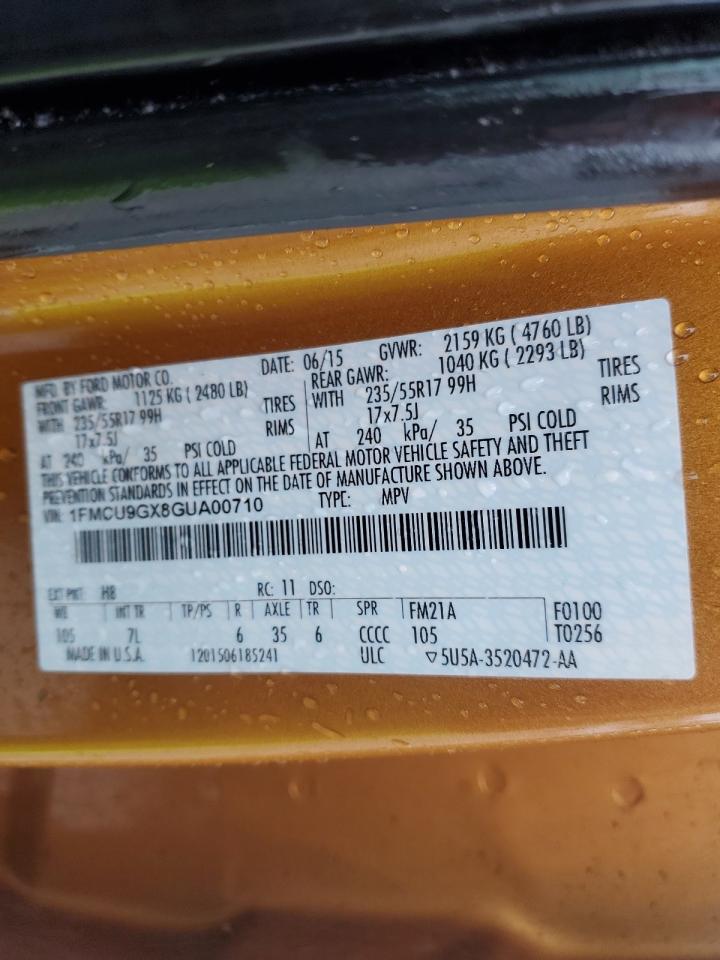 MFD. BY FORD MOTOR CO. DATE: 06/15 GVWR: 2159 KG ( 4760 LB)
FRONT GAWR: 1125 KG ( 2480 LB) REAR GAWR: 1040 KG ( 2293 LB)
WITH 235/55R17 99H TIRES WITH 235/55R17 99H TIRES
17x7.5J RIMS 17x7.5J RIMS
AT 240 kPa/ 35 PSI COLD AT 240 kPa/ 35 PSI COLD
THIS VEHICLE CONFORMS TO ALL APPLICABLE FEDERAL MOTOR VEHICLE SAFETY AND THEFT
PREVENTION STANDARDS IN EFFECT ON THE DATE OF MANUFACTURE SHOWN ABOVE.
VIN: 1FMCU9GX8GUA00710 TYPE: MPV
EXT PNT: H8 RC: 11 DSO:
WB INT TR TP/PS R AXLE TR SPR FM21A F0100
105 7L 6 35 6 CCCC 105 T0256
MADE IN U.S.A. 1201506185241 ULC ▽5U5A-3520472-AA